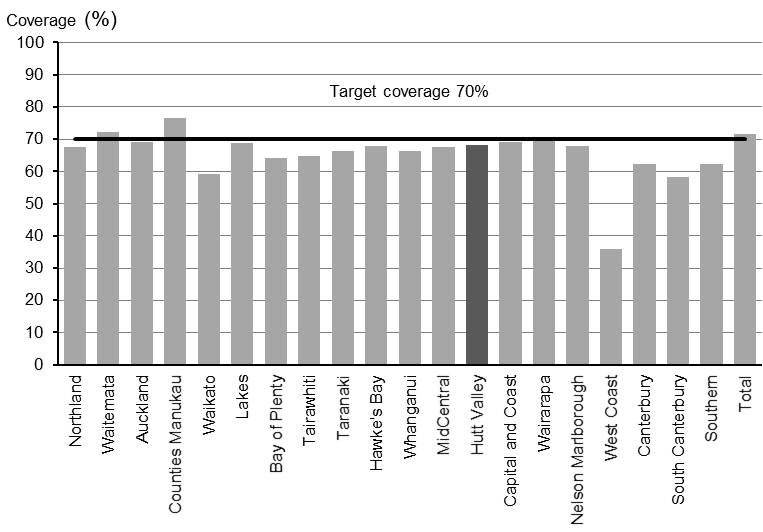 Coverage (%)
100
90
80
70
60
50
40
30
20
10
0
Target coverage 70%
Northland
Waitemata
Auckland
Counties Manukau
Waikato
Lakes
Bay of Plenty
Tairawhiti
Taranaki
Hawke's Bay
Whanganui
MidCentral
Hutt Valley
Capital and Coast
Wairarapa
Nelson Marlborough
West Coast
Canterbury
South Canterbury
Southern
Total